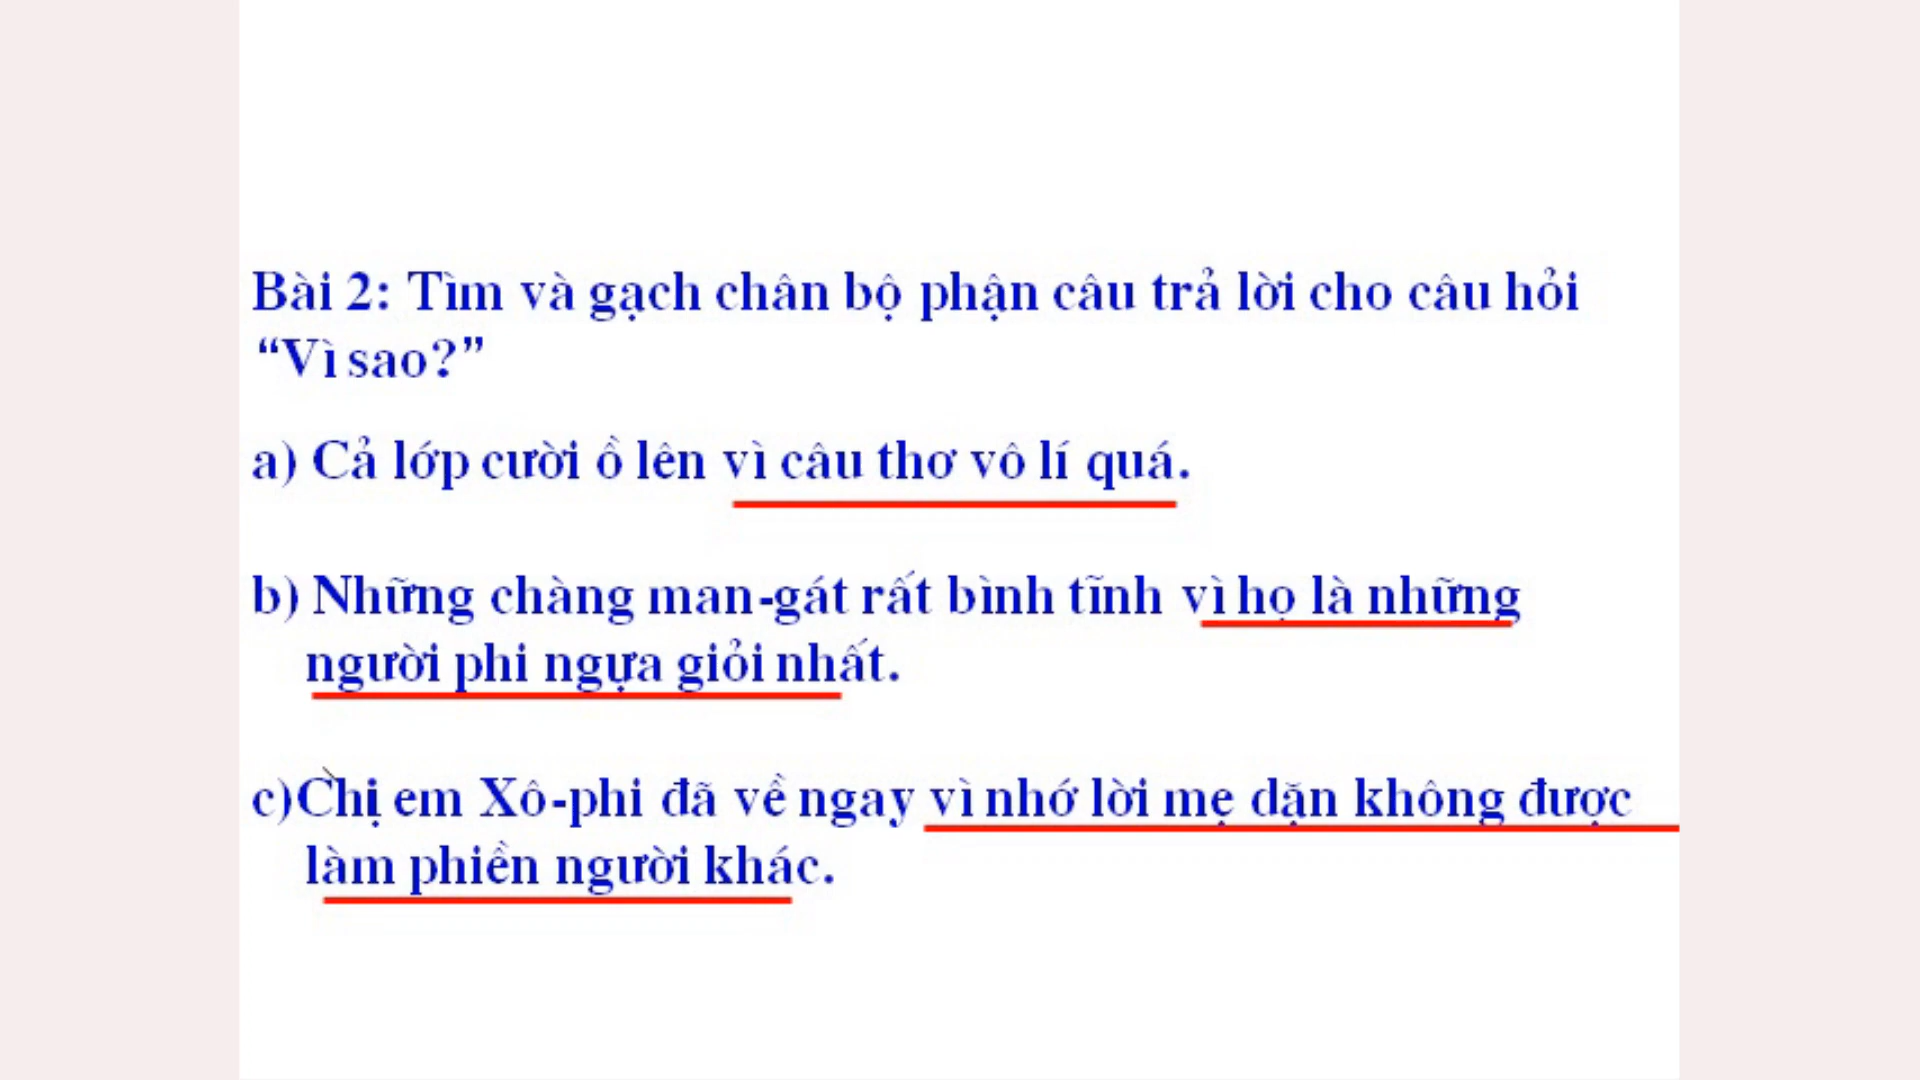 Bài 2: Tìm và gạch chân bộ phận câu trả lời cho câu hỏi
“Vì sao?”
a) Cả lớp cười ồ lên vì câu thơ vô lí quá.
b) Những chàng man-gát rất bình tĩnh vì họ là những
người phi ngựa giỏi nhất.
c)Chị em Xô-phi đã về ngay vì nhớ lời mẹ dặn không được
làm phiền người khác.